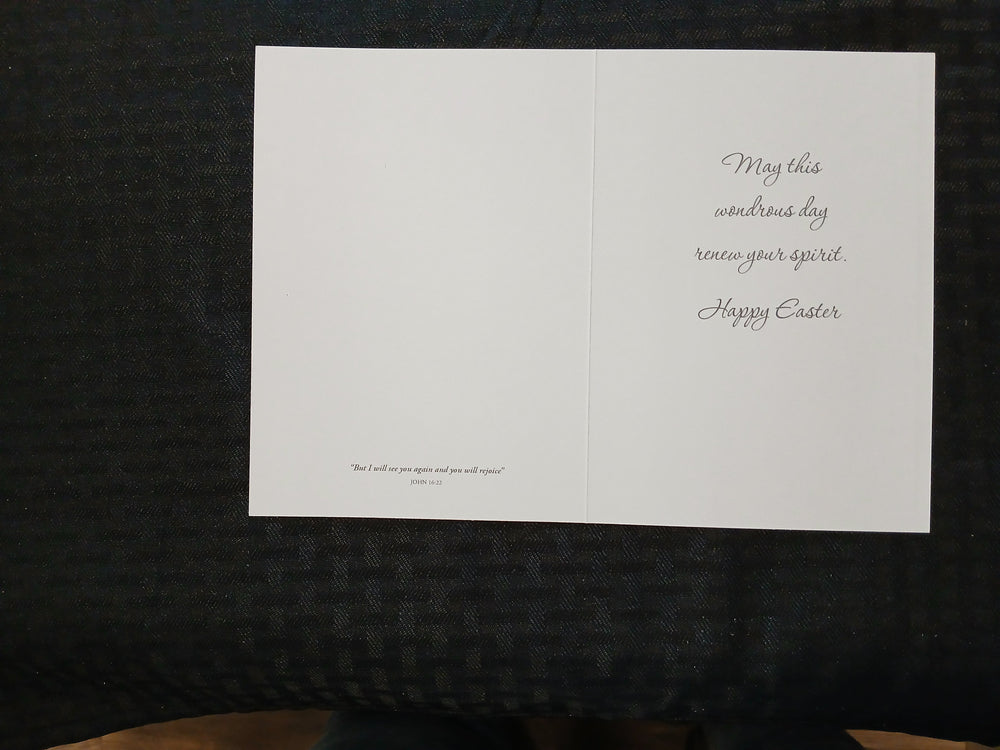 "But I will see you again and you will rejoice"
JOHN 16:22
May this
wondrous day
renew your spirit.
Happy Easter